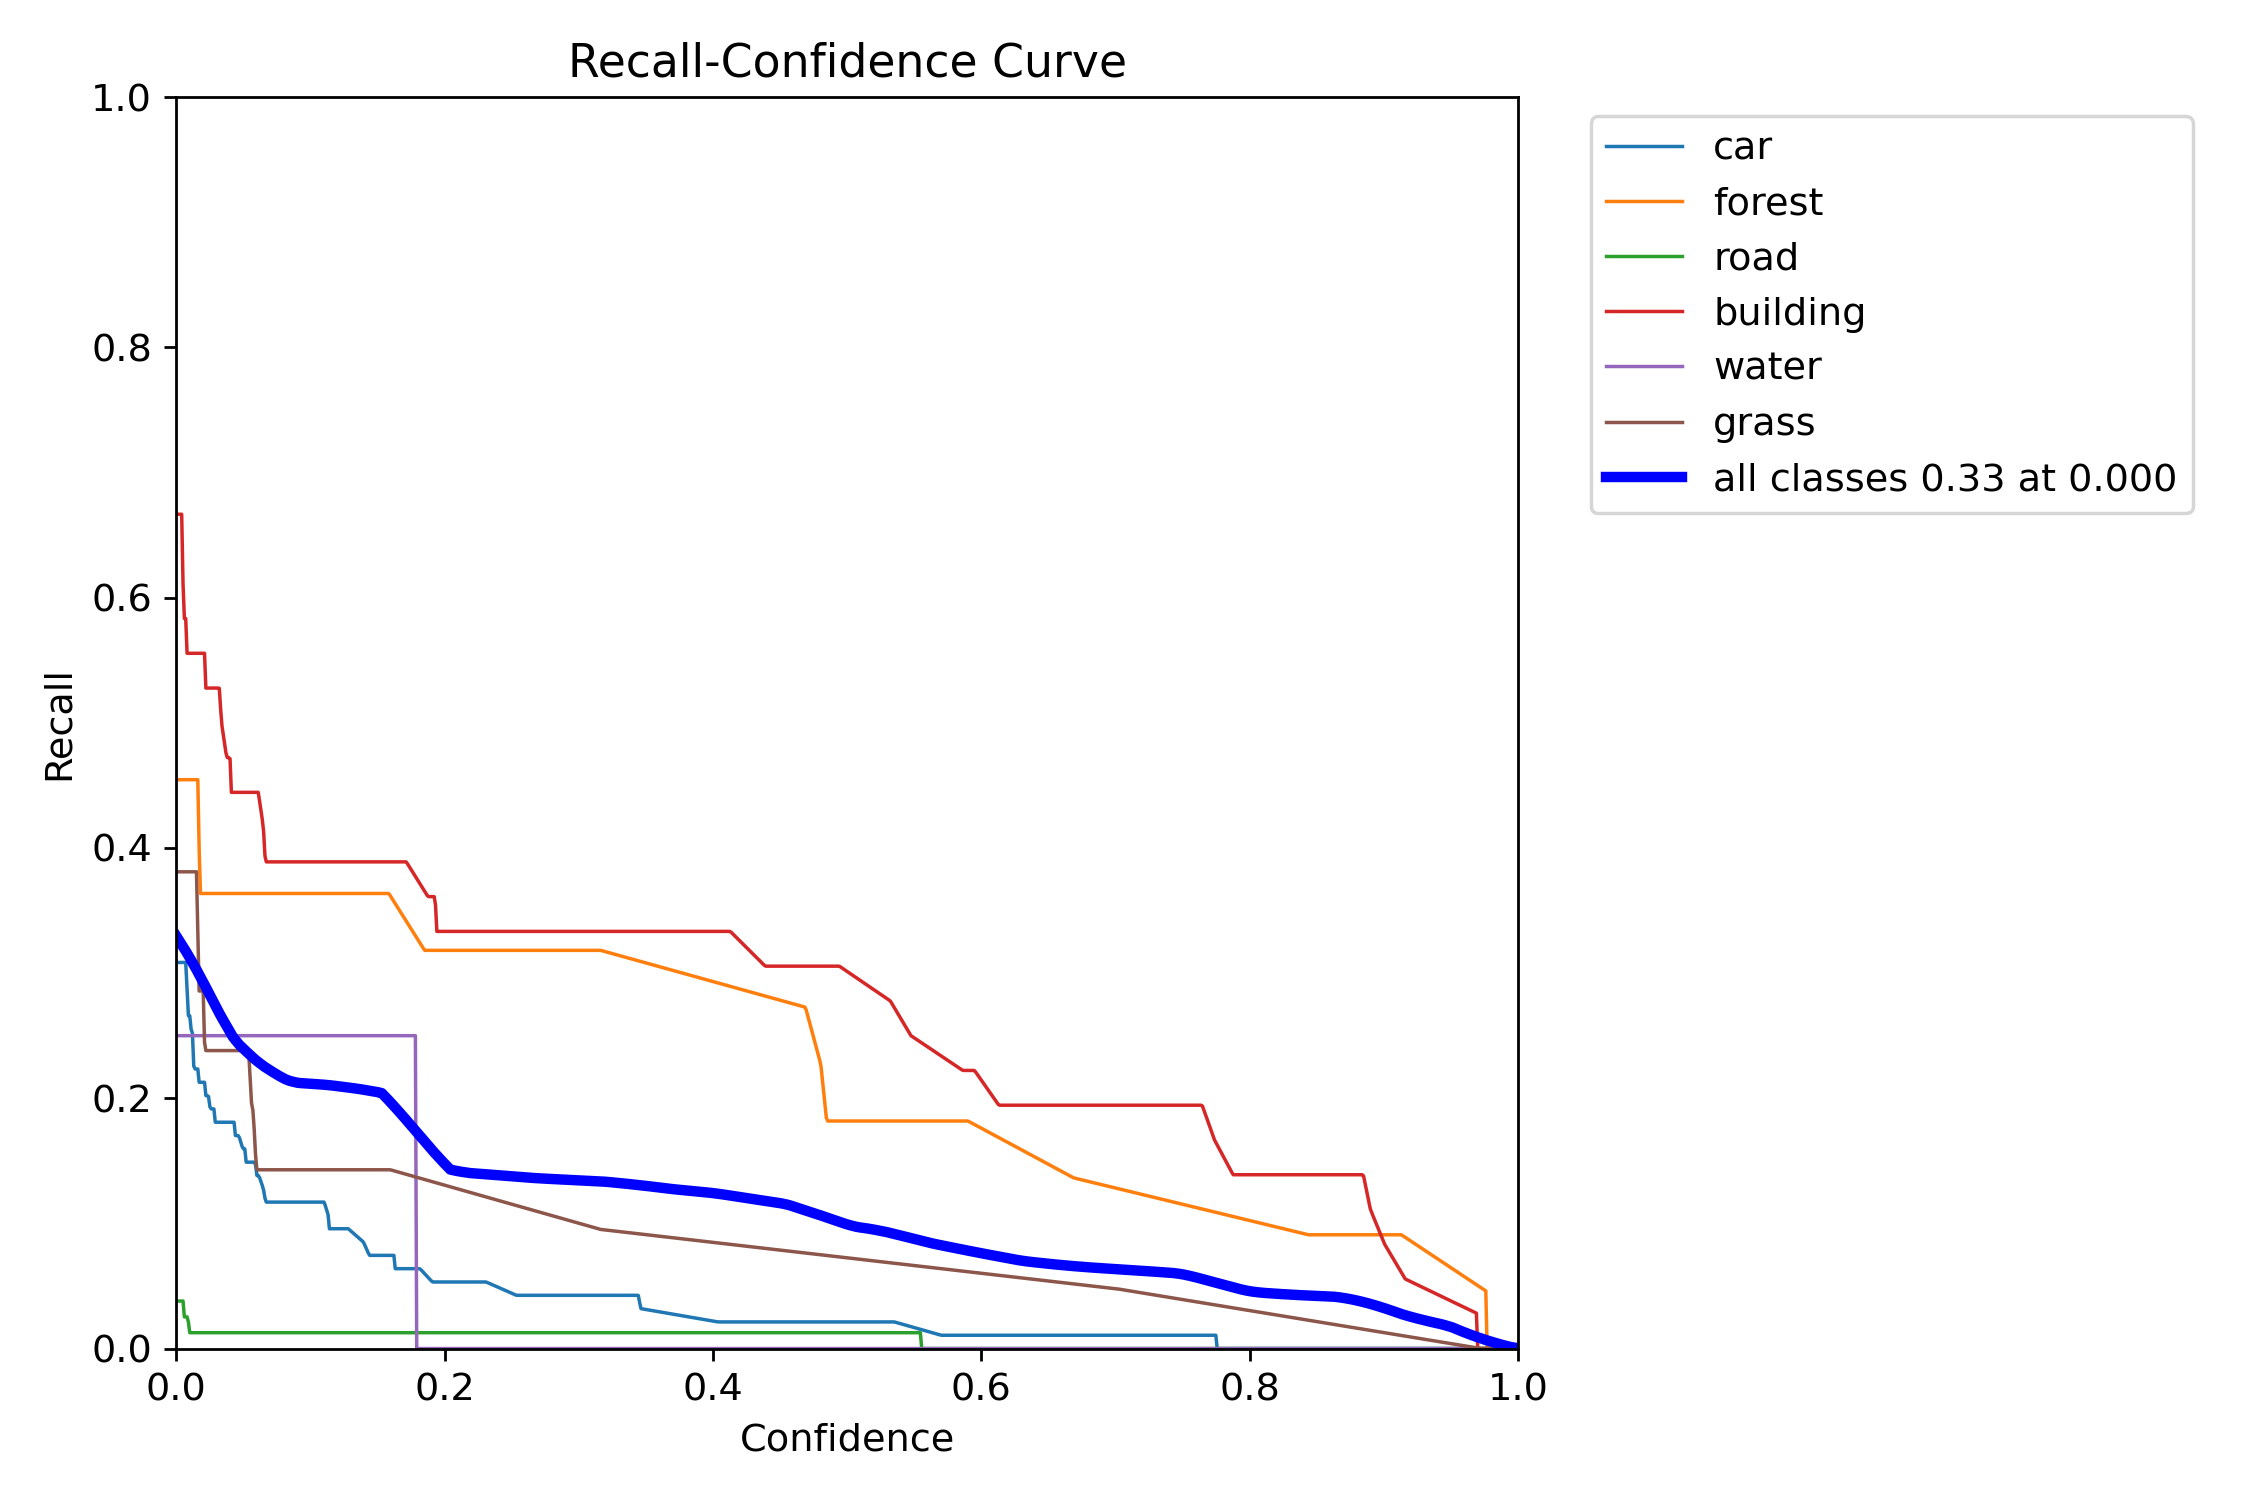 Recall-Confidence Curve
1.0
0.8
0.6
0.4
0.2
0.0
Recall
0.0 0.2 0.4 0.6 0.8 1.0
Confidence
car
forest
road
building
water
grass
all classes 0.33 at 0.000